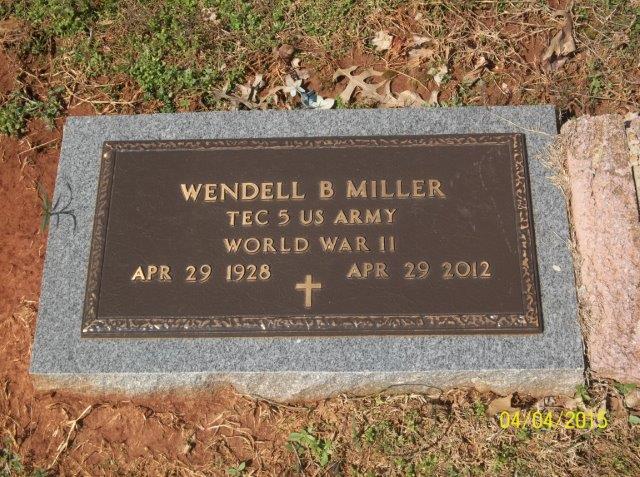 WENDELL B MILLER
TEC 5 US ARMY
WORLD WAR II
APR 29 1928 APR 29 2012
04/04/2015